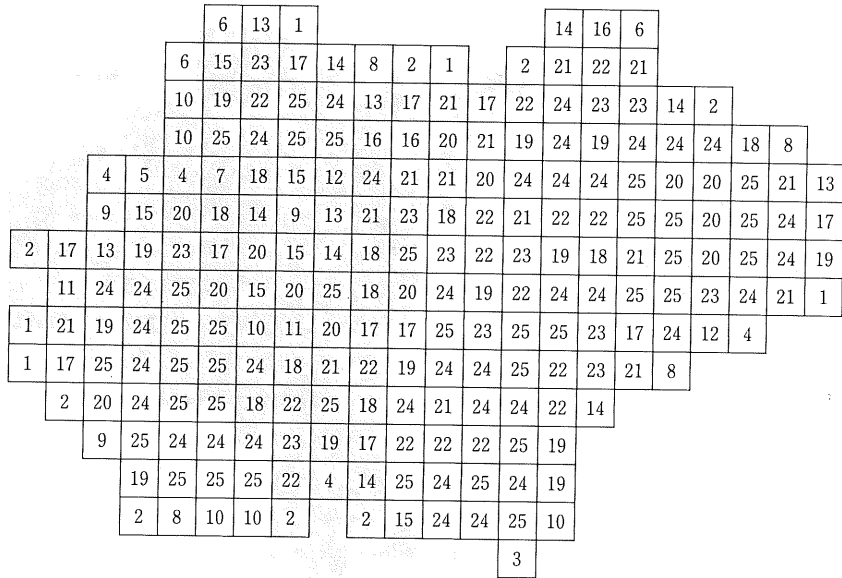 6 13 1 14 16 6
6 15 23 17 14 8 2 1 2 21 22 21
10 19 22 25 24 13 17 21 17 22 24 23 23 14 2
10 25 24 25 25 16 16 20 21 19 24 19 24 24 24 18 8
4 5 4 7 18 15 12 24 21 21 20 24 24 24 25 20 20 25 21 13
9 15 20 18 14 9 13 21 23 18 22 21 22 22 25 25 20 25 24 17
2 17 13 19 23 17 20 15 14 18 25 23 22 23 19 18 21 25 20 25 24 19
11 24 24 25 20 15 20 25 18 20 24 19 22 24 24 25 25 23 24 21 1
1 21 19 24 25 25 10 11 20 17 17 25 23 25 25 23 17 24 12 4
1 17 25 24 25 25 24 18 21 22 19 24 24 25 22 23 21 8
2 20 24 25 25 18 22 25 18 24 21 24 24 22 14
9 25 24 24 24 23 19 17 22 22 22 25 19
19 25 25 25 22 4 14 25 24 25 24 19
2 8 10 10 2 2 15 24 24 25 10
3